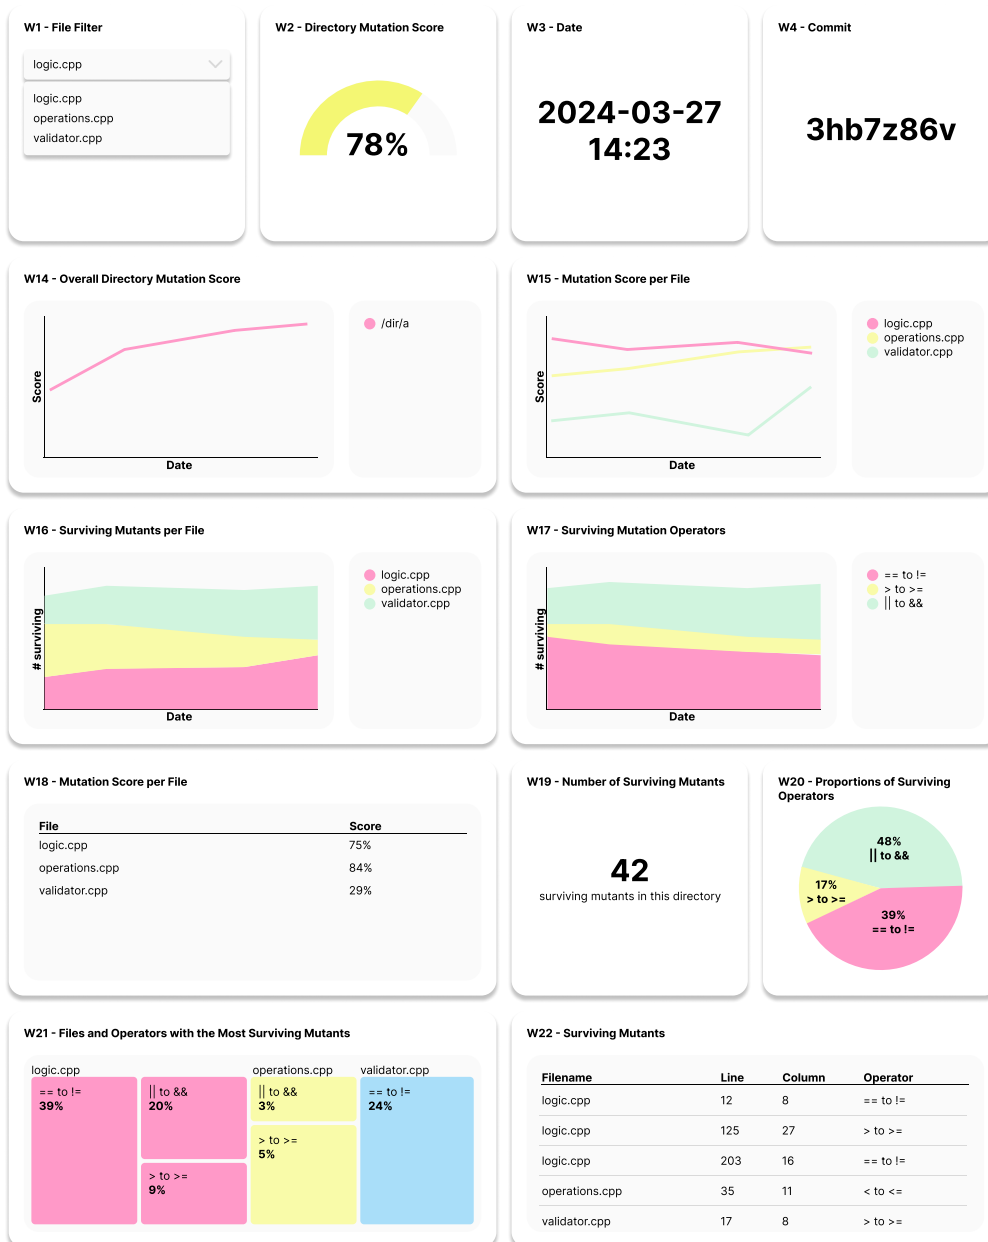 W1 - File Filter
logic.cpp
logic.cpp
operations.cpp
validator.cpp
W2 - Directory Mutation Score
78%
W3 - Date
2024-03-27
14:23
W4 - Commit
3hb7z86v
W14 - Overall Directory Mutation Score
Score
Date
/dir/a
W15 - Mutation Score per File
Score
Date
logic.cpp
operations.cpp
validator.cpp
W16 - Surviving Mutants per File
# surviving
Date
logic.cpp
operations.cpp
validator.cpp
W17 - Surviving Mutation Operators
# surviving
Date
== to !=
> to >=
|| to &&
W18 - Mutation Score per File
File Score
logic.cpp 75%
operations.cpp 84%
validator.cpp 29%
W19 - Number of Surviving Mutants
42
surviving mutants in this directory
W20 - Proportions of Surviving
Operators
48%
|| to &&
17%
> to >=
39%
== to !=
W21 - Files and Operators with the Most Surviving Mutants
logic.cpp operations.cpp validator.cpp
== to !=
39%
|| to &&
20%
> to >=
9%
|| to &&
3%
> to >=
5%
== to !=
24%
W22 - Surviving Mutants
Filename Line Column Operator
logic.cpp 12 8 == to !=
logic.cpp 125 27 > to >=
logic.cpp 203 16 == to !=
operations.cpp 35 11 < to <=
validator.cpp 17 8 > to >=